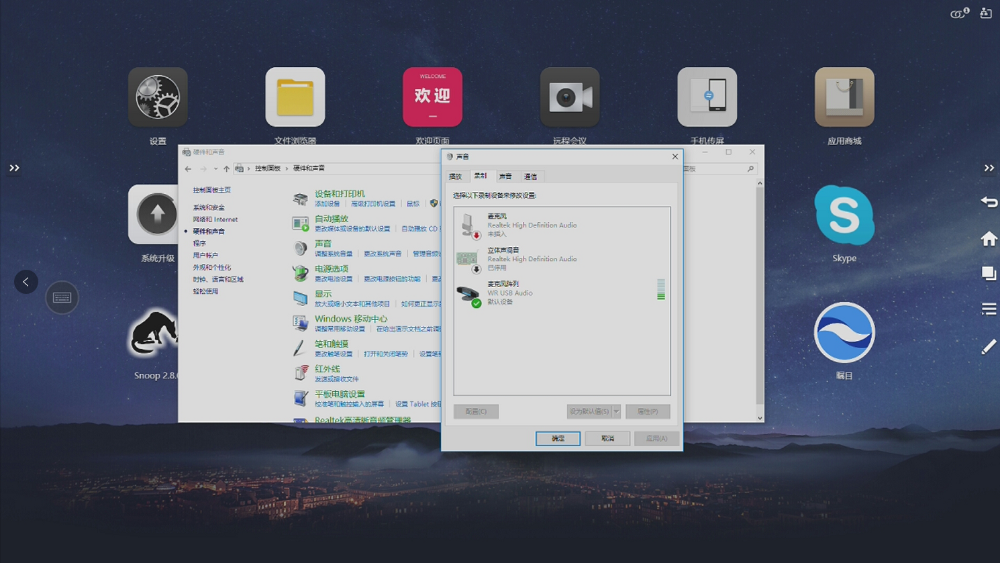 WELCOME
欢迎
设置
文件浏览器
欢迎页面
远程会议
手机传屏
应用商城
系统升级
Snoop 2.8.
Skype
瞩目
硬件和声音
控制面板 › 硬件和声音
面板
控制面板主页
系统和安全
网络和 Internet
硬件和声音
程序
用户帐户
外观和个性化
时钟、语言和区域
轻松使用
设备和打印机
添加设备 | 高级打印机设置 | 鼠标
自动播放
更改媒体或设备的默认设置 | 自动播放 CD
声音
调整系统音量 | 更改系统声音 | 管理音频
电源选项
更改电池设置 | 更改电源按钮的功能 | 更
显示
放大或缩小文本和其他项目 | 如何更正显示
Windows 移动中心
调整常用移动设置 | 在给出演示文稿之前调
笔和触摸
更改触笔设置 | 打开和关闭笔势 | 设置笔
红外线
发送或接收文件
平板电脑设置
校准笔和触控输入的屏幕 | 设置 Tablet 按
Realtek高清晰音频管理器
声音
播放 录制 声音 通信
选择以下录制设备来修改设置:
麦克风
Realtek High Definition Audio
未插入
立体声混音
Realtek High Definition Audio
已停用
麦克风阵列
WR USB Audio
默认设备
配置(C) 设为默认值(S) 属性(P)
确定 取消 应用(A)